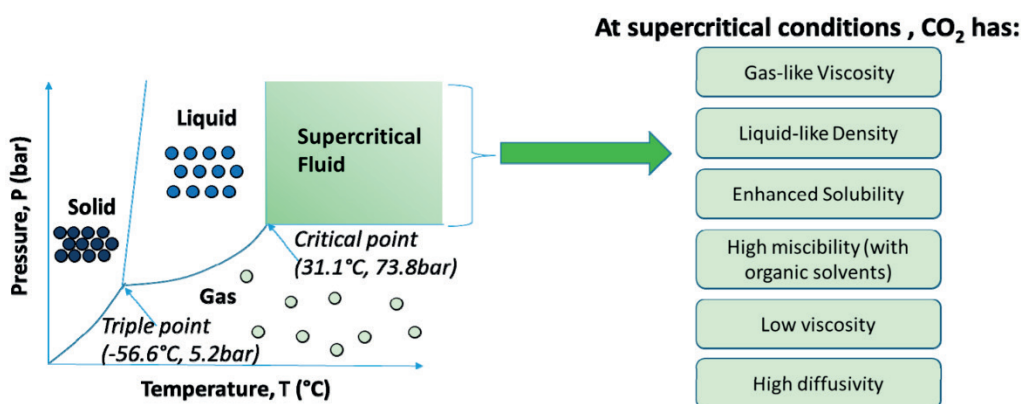 At supercritical conditions , CO₂ has:
Pressure, P (bar)
Solid
Liquid
Supercritical
Fluid
Critical point
(31.1°C, 73.8bar)
Gas
Triple point
(-56.6°C, 5.2bar)
Temperature, T (°C)
Gas-like Viscosity
Liquid-like Density
Enhanced Solubility
High miscibility (with
organic solvents)
Low viscosity
High diffusivity